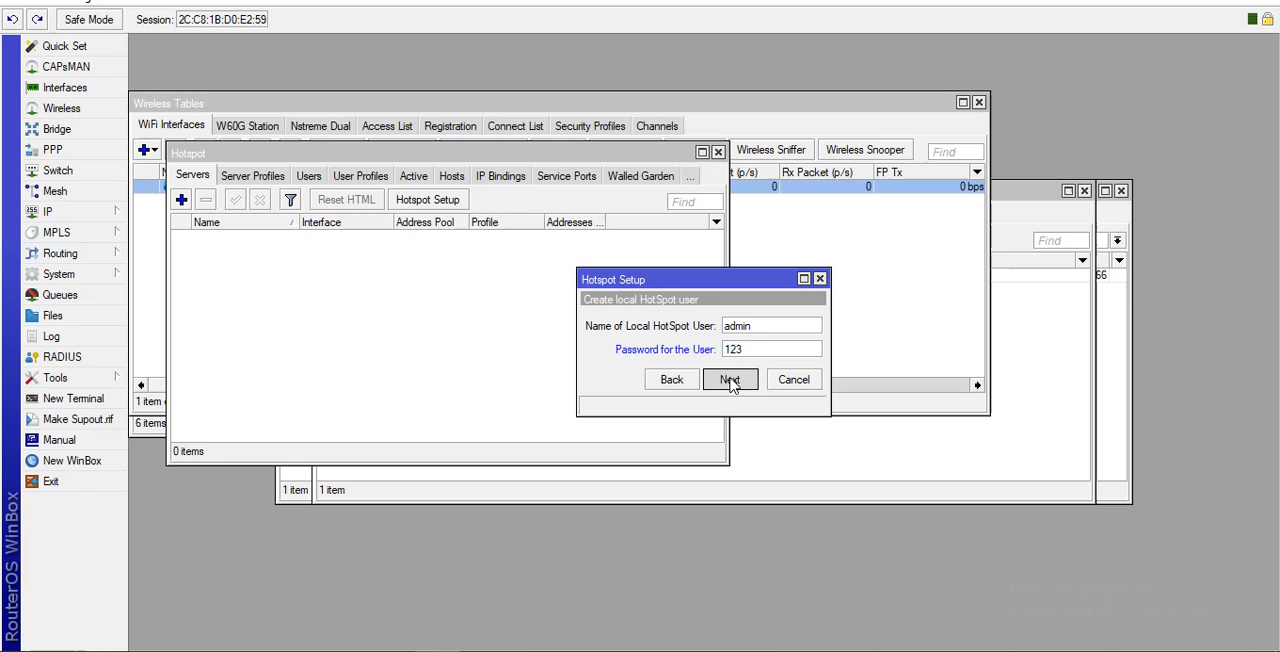 Safe Mode Session: 2C:C8:1B:D0:E2:59
Quick Set
CAPsMAN
Interfaces
Wireless
Bridge
PPP
Switch
Mesh
IP
MPLS
Routing
System
Queues
Files
Log
RADIUS
Tools
New Terminal
Make Supout.rif
Manual
New WinBox
Exit
RouterOS WinBox
Wireless Tables
WiFi Interfaces W60G Station Nstreme Dual Access List Registration Connect List Security Profiles Channels
Wireless Sniffer Wireless Snooper Find
t (p/s) Rx Packet (p/s) FP Tx
0 0 0 bps
1 item
6 items
Hotspot
Servers Server Profiles Users User Profiles Active Hosts IP Bindings Service Ports Walled Garden ...
Reset HTML Hotspot Setup Find
Name Interface Address Pool Profile Addresses ...
0 items
Hotspot Setup
Create local HotSpot user
Name of Local HotSpot User: admin
Password for the User: 123
Back Next Cancel
Find
66
1 item 1 item